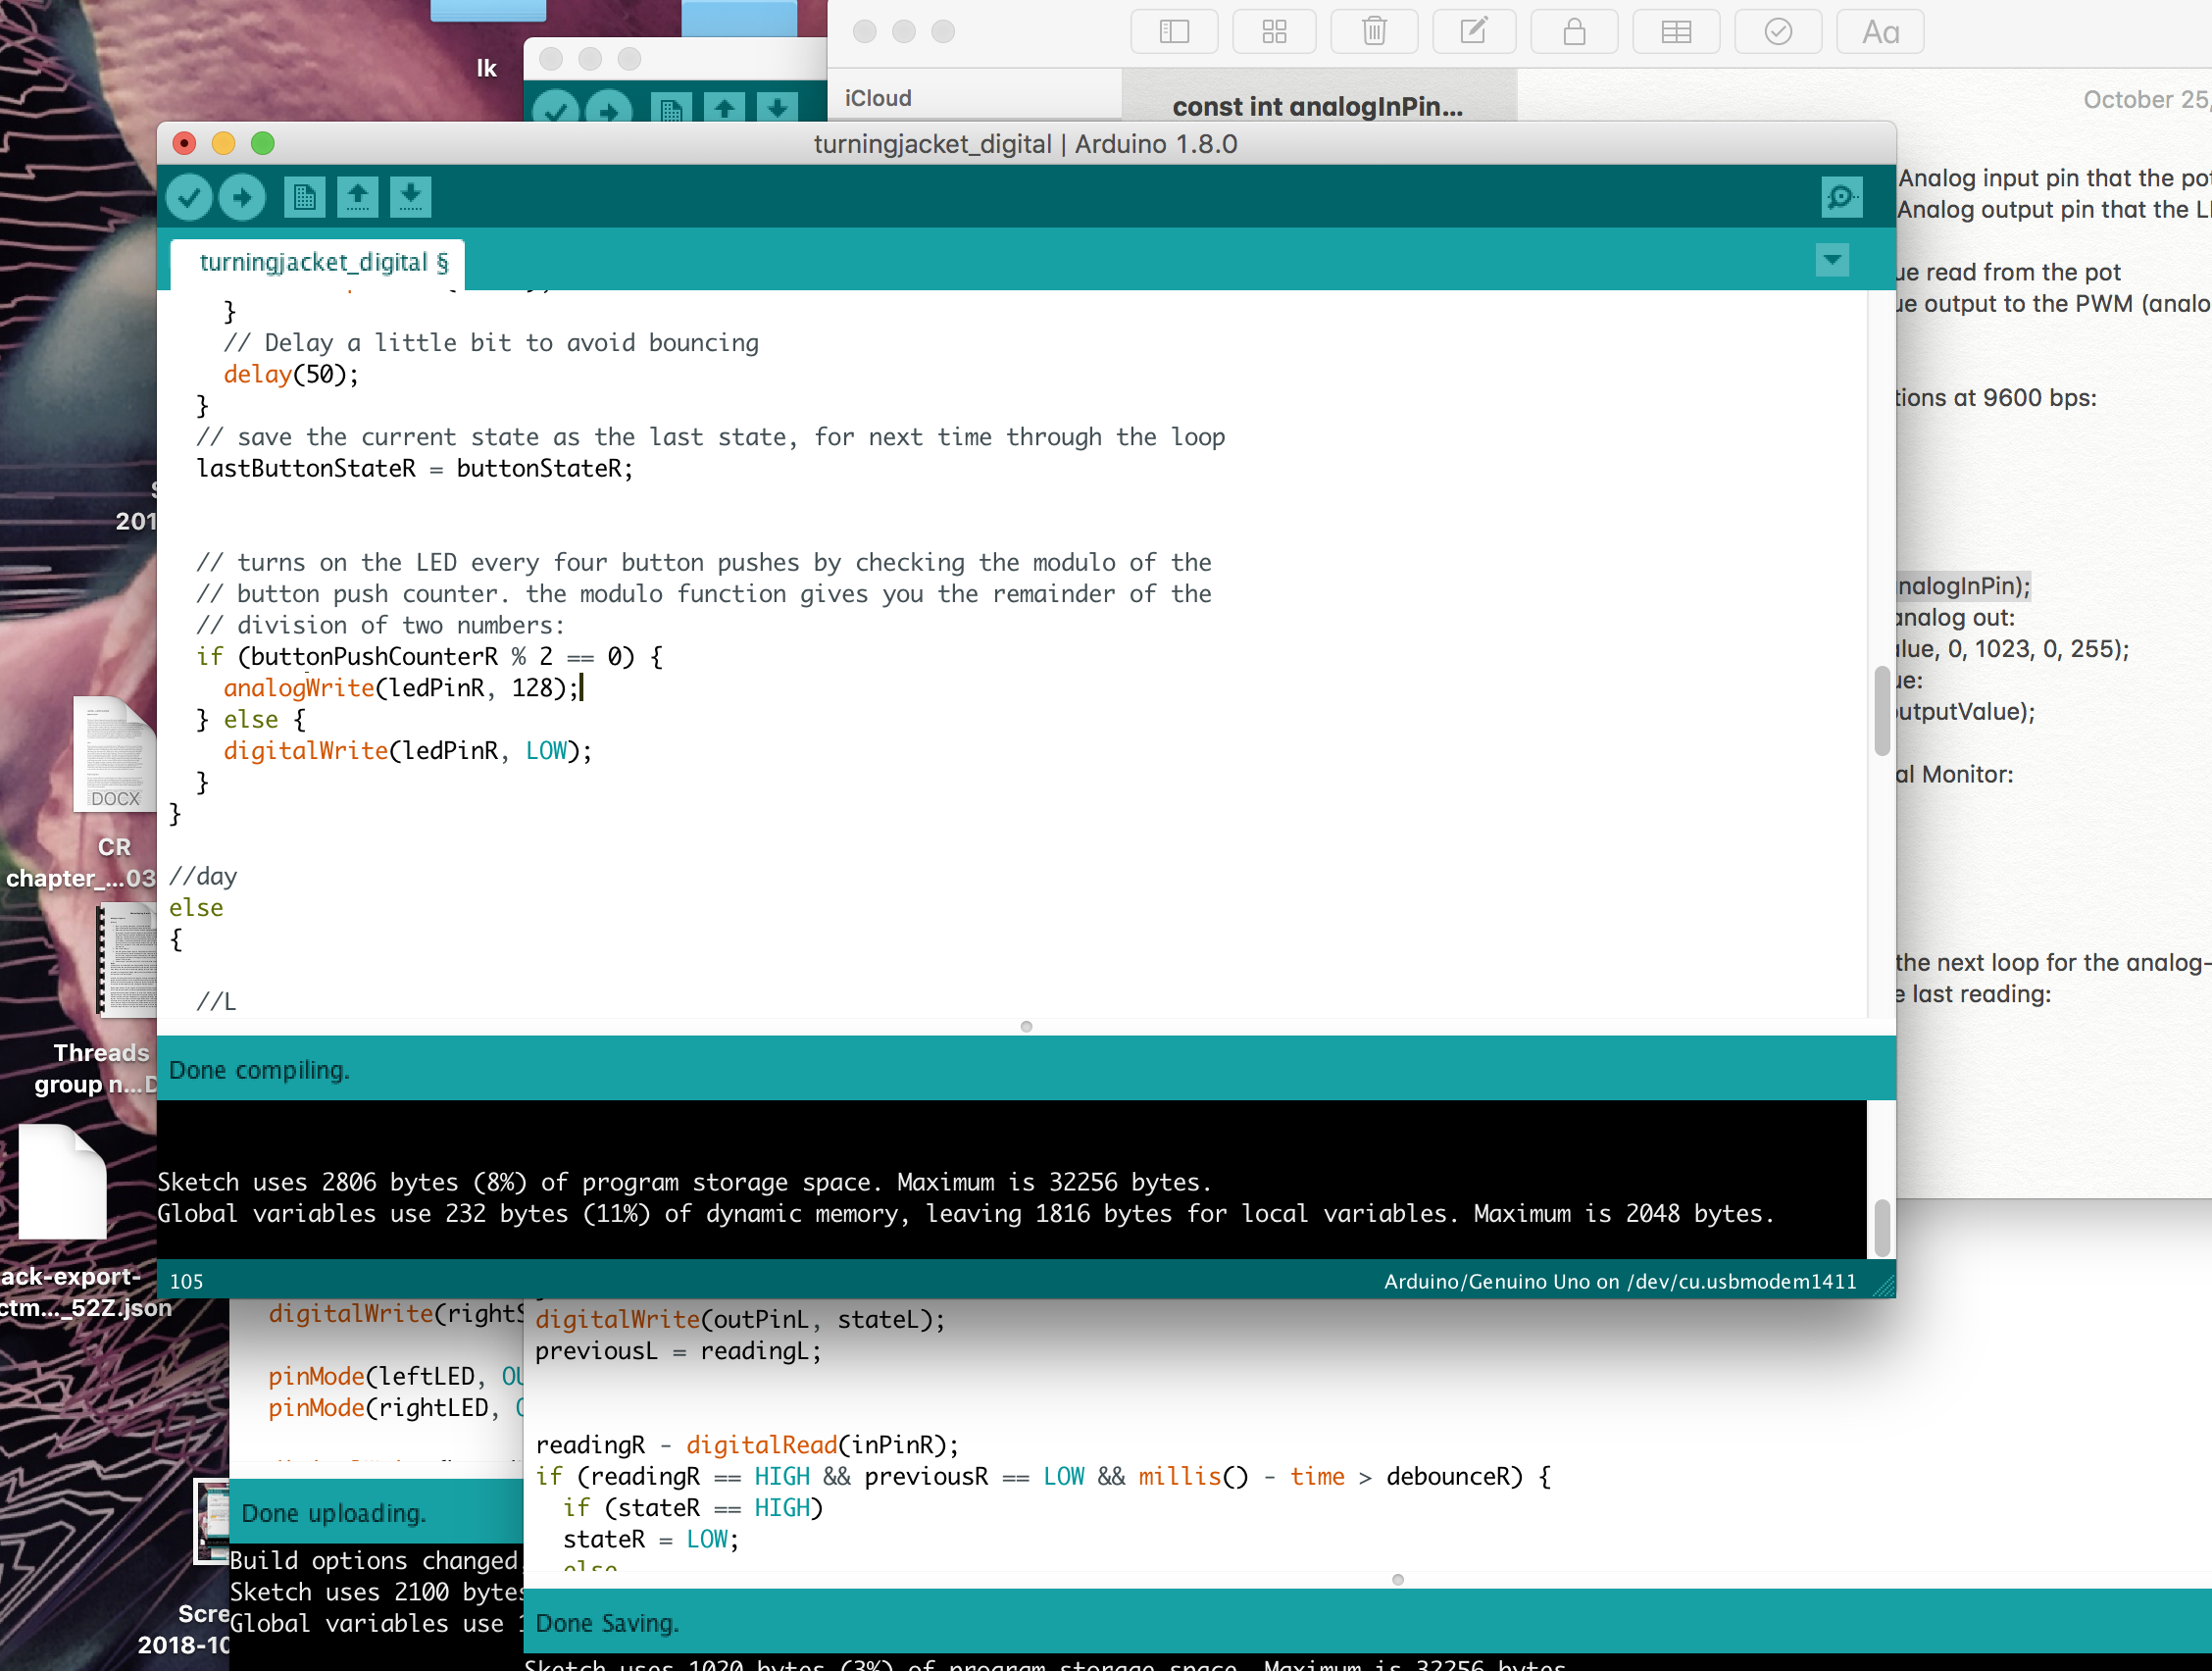 lk
iCloud
const int analogInPin...
October 25,
Aa
turningjacket_digital | Arduino 1.8.0
turningjacket_digital §
}
// Delay a little bit to avoid bouncing
delay(50);
}
// save the current state as the last state, for next time through the loop
lastButtonStateR = buttonStateR;
// turns on the LED every four button pushes by checking the modulo of the
// button push counter. the modulo function gives you the remainder of the
// division of two numbers:
if (buttonPushCounterR % 2 == 0) {
analogWrite(ledPinR, 128);
} else {
digitalWrite(ledPinR, LOW);
}
}
//day
else
{
//L
Done compiling.
Sketch uses 2806 bytes (8%) of program storage space. Maximum is 32256 bytes.
Global variables use 232 bytes (11%) of dynamic memory, leaving 1816 bytes for local variables. Maximum is 2048 bytes.
105
Arduino/Genuino Uno on /dev/cu.usbmodem1411
Analog input pin that the pot
Analog output pin that the L
ue read from the pot
ue output to the PWM (analo
tions at 9600 bps:
nalogInPin);
analog out:
alue, 0, 1023, 0, 255);
ue:
outputValue);
al Monitor:
the next loop for the analog-
e last reading:
201
DOCX
CR
chapter_...03
Threads
group n...D
ack-export-
ctm..._52Z.json
Scre
2018-10
digitalWrite(rightS
pinMode(leftLED, OU
pinMode(rightLED, O
Done uploading.
Build options changed,
Sketch uses 2100 bytes
Global variables use 1
digitalWrite(outPinL, stateL);
previousL = readingL;
readingR - digitalRead(inPinR);
if (readingR == HIGH && previousR == LOW && millis() - time > debounceR) {
if (stateR == HIGH)
stateR = LOW;
else
Done Saving.
Sketch uses 1020 bytes (3%) of program storage space. Maximum is 32256 bytes